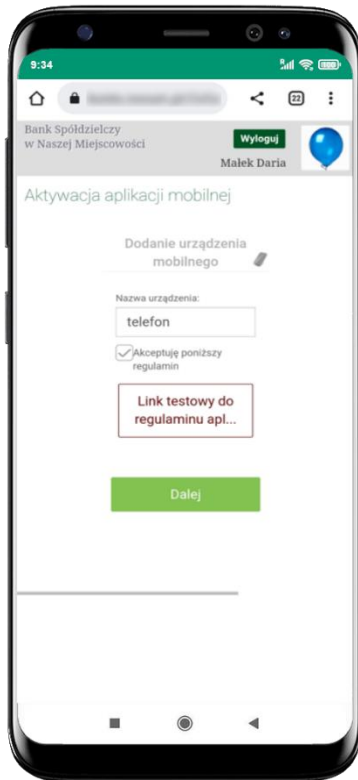 9:34
22
Bank Spółdzielczy
w Naszej Miejscowości
Wyloguj
Małek Daria
Aktywacja aplikacji mobilnej
Dodanie urządzenia
mobilnego
Nazwa urządzenia:
telefon
Akceptuję poniższy
regulamin
Link testowy do
regulaminu apl...
Dalej